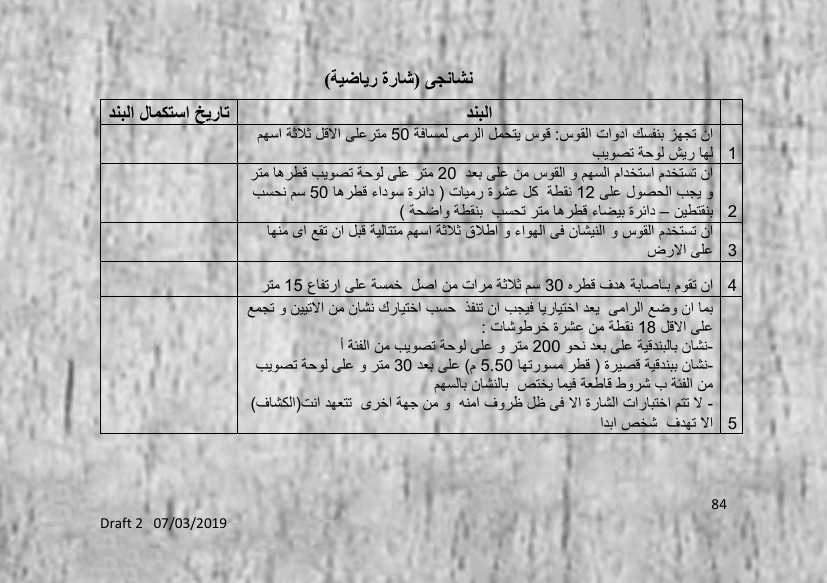 نشانجى (شارة رياضية)
البند	تاريخ استكمال البند
ان تجهز بنفسك ادوات القوس: قوس يتحمل الرمى لمسافة 50 مترعلى الاقل ثلاثة اسهم
1 لها ريش لوحة تصويب
ان تستخدم استخدام السهم و القوس من على بعد 20 متر على لوحة تصويب قطرها متر
و يجب الحصول على 12 نقطة كل عشرة رميات ( دائرة سوداء قطرها 50 سم تحسب
2 بنقتطين – دائرة بيضاء قطرها متر تحسب بنقطة واضحة )
ان تستخدم القوس و النيشان فى الهواء و اطلاق ثلاثة اسهم متتالية قبل ان تقع اى منها
3 على الارض
4 ان تقوم باصابة هدف قطره 30 سم ثلاثة مرات من اصل خمسة على ارتفاع 15 متر
بما ان وضع الرامى يعد اختياريا فيجب ان تنفذ حسب اختيارك نشان من الاتيين و تجمع
على الاقل 18 نقطة من عشرة خرطوشات :
-نشان بالبندقية على بعد نحو 200 متر و على لوحة تصويب من الفئة أ
-نشان ببندقية قصيرة ( قطر مسورتها 5.50 م) على بعد 30 متر و على لوحة تصويب
من الفئة ب شروط قاطعة فيما يختص بالنشان بالسهم
- لا تتم اختبارات الشارة الا فى ظل ظروف امنه و من جهة اخرى تتعهد انت(الكشاف)
5 الا تهدف شخص ابدا
84
Draft 2 07/03/2019